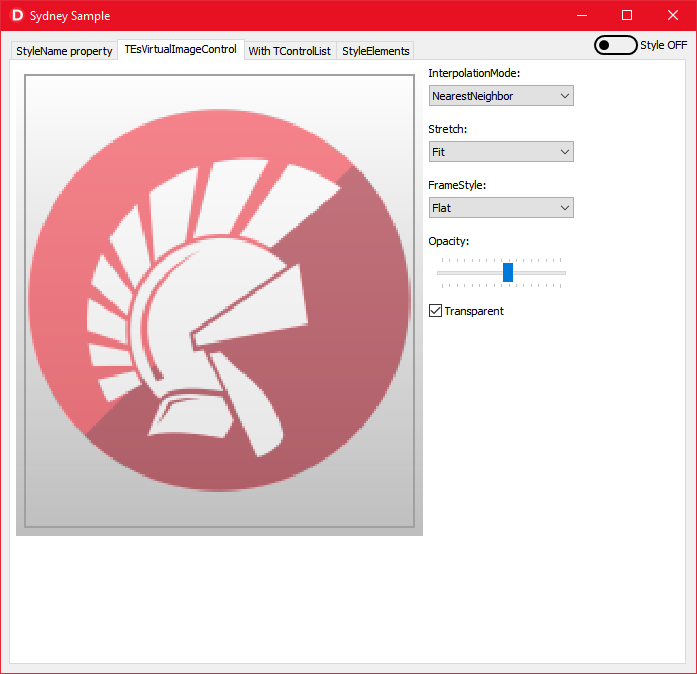 D Sydney Sample
StyleName property TEsVirtualImageControl With TControlList StyleElements Style OFF
InterpolationMode:
NearestNeighbor
Stretch:
Fit
FrameStyle:
Flat
Opacity:
Transparent